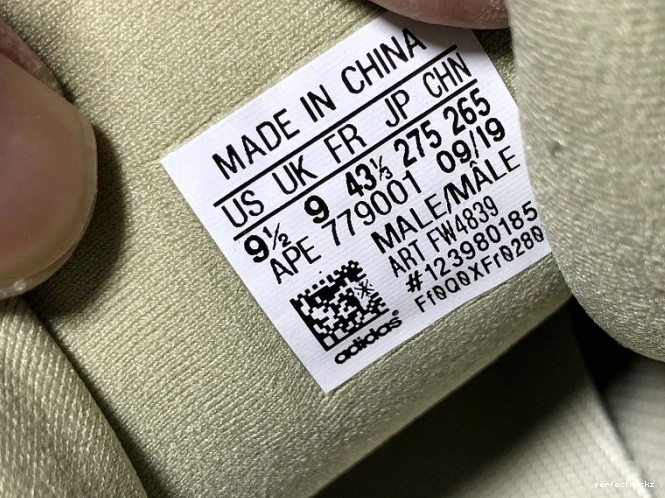 MADE IN CHINA
US UK FR JP CHN
9½ 9 43⅓ 275 265
APE 779001 09/19
MALE/MÂLE
ART FW4839
#123980185
Ff0Q0XFr0280
adidas®